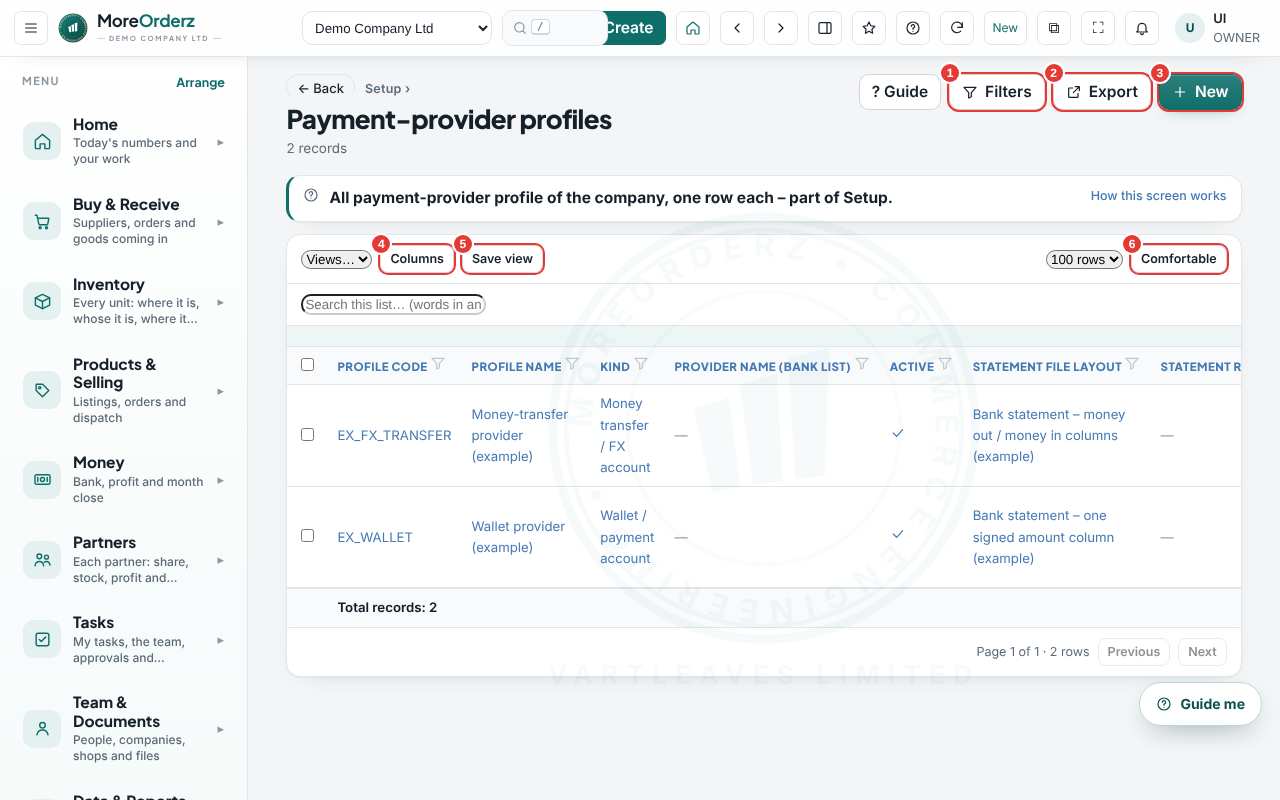 MoreOrderz
— DEMO COMPANY LTD —
Demo Company Ltd
/
Create
New
U
UI
OWNER
MENU
Arrange
Home
Today's numbers and
your work
Buy & Receive
Suppliers, orders and
goods coming in
Inventory
Every unit: where it is,
whose it is, where it…
Products &
Selling
Listings, orders and
dispatch
Money
Bank, profit and month
close
Partners
Each partner: share,
stock, profit and…
Tasks
My tasks, the team,
approvals and…
Team &
Documents
People, companies,
shops and files
Data & Reports
← Back
Setup ›
Payment-provider profiles
2 records
? Guide
1
Filters
2
Export
3
+ New
All payment-provider profile of the company, one row each – part of Setup.
How this screen works
Views…
4
Columns
5
Save view
100 rows
6
Comfortable
Search this list… (words in an
PROFILE CODE
PROFILE NAME
KIND
PROVIDER NAME (BANK LIST)
ACTIVE
STATEMENT FILE LAYOUT
STATEMENT R
EX_FX_TRANSFER
Money-transfer
provider
(example)
Money
transfer
/ FX
account
—
Bank statement – money
out / money in columns
(example)
—
EX_WALLET
Wallet provider
(example)
Wallet /
payment
account
—
Bank statement – one
signed amount column
(example)
—
Total records: 2
Page 1 of 1 · 2 rows
Previous
Next
MOREORDERZ • COMMERCE ENGINEERING •
VARTLEAVES LIMITED
Guide me